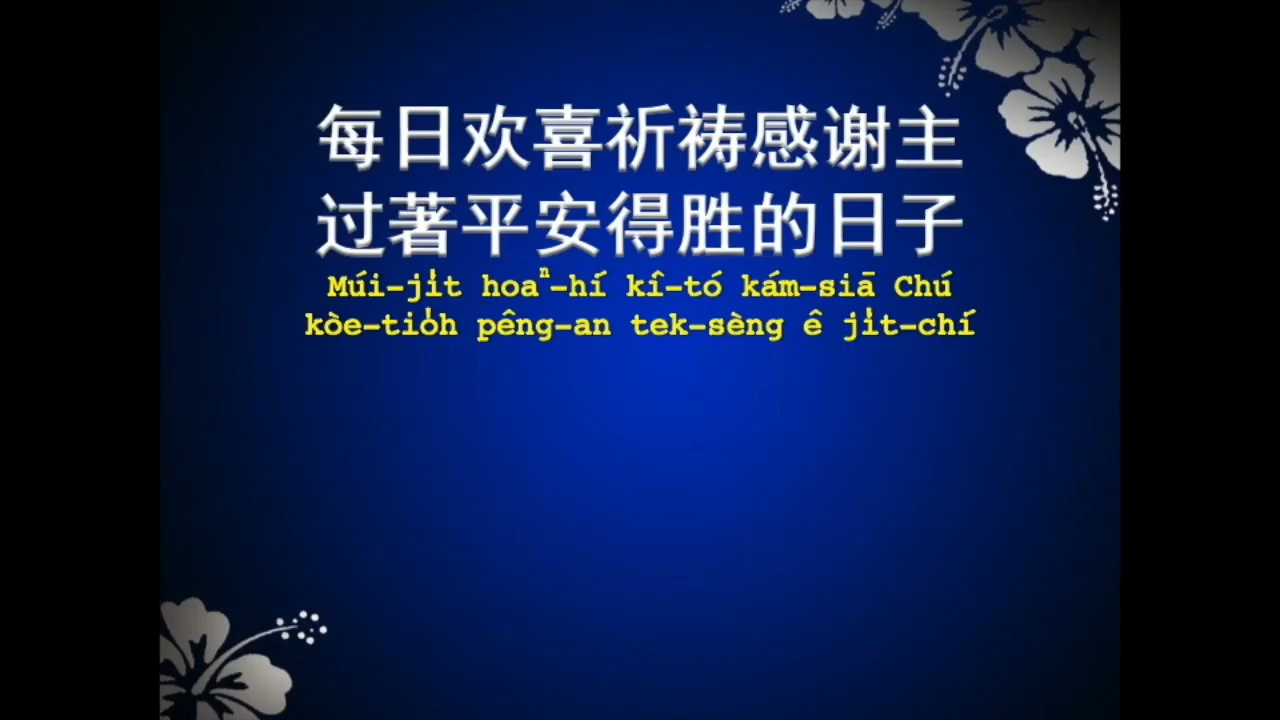 每日欢喜祈祷感谢主
过著平安得胜的日子
Múi-ji̍t hoaⁿ-hí kî-tó kám-siā Chú
kòe-tio̍h pêng-an tek-sèng ê ji̍t-chí